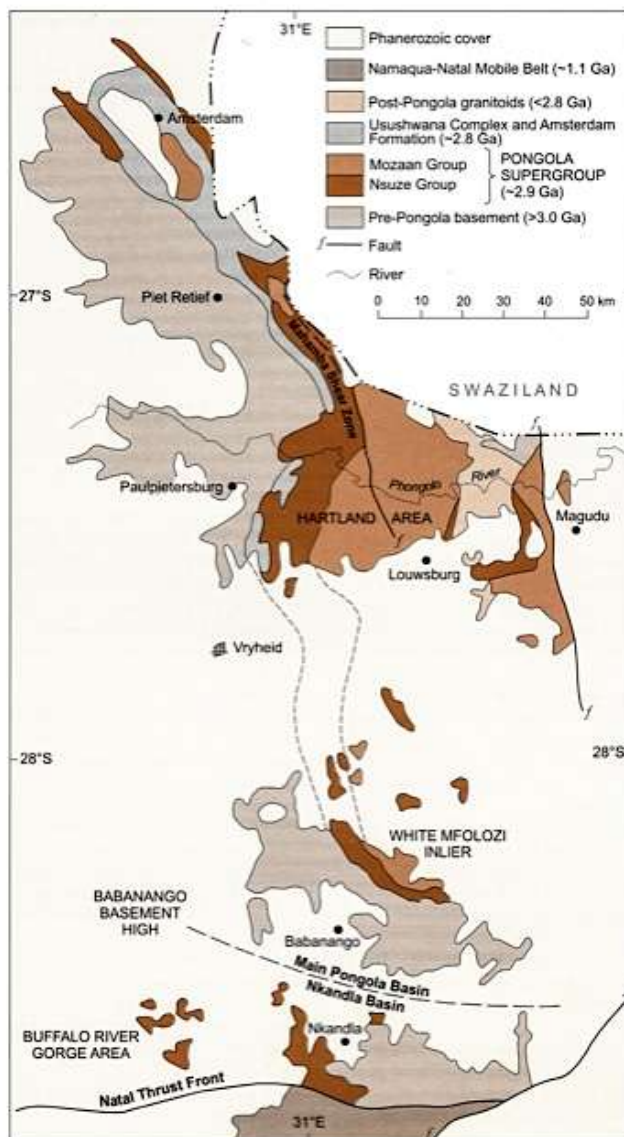 31°E
Phanerozoic cover
Namaqua-Natal Mobile Belt (~1.1 Ga)
Post-Pongola granitoids (<2.8 Ga)
Usushwana Complex and Amsterdam
Formation (~2.8 Ga)
Mozaan Group
Nsuze Group
PONGOLA
SUPERGROUP
(~2.9 Ga)
Pre-Pongola basement (>3.0 Ga)
f
Fault
River
0 10 20 30 40 50 km
Amsterdam
27°S
Piet Retief
Mahamba Shear Zone
SWAZILAND
f
Paulpietersburg
Phongolo River
Magudu
HARTLAND AREA
f
Louwsburg
Vryheid
f
28°S
28°S
WHITE MFOLOZI
INLIER
BABANANGO
BASEMENT
HIGH
Babanango
Main Pongola Basin
Nkandla Basin
Nkandla
BUFFALO RIVER
GORGE AREA
Natal Thrust Front
31°E
f